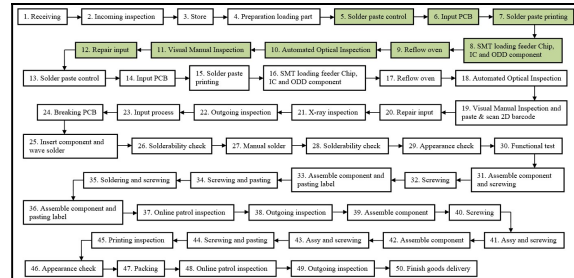 1. Receiving
2. Incoming inspection
3. Store
4. Preparation loading part
5. Solder paste control
6. Input PCB
7. Solder paste printing
8. SMT loading feeder Chip,
IC and ODD component
9. Reflow oven
10. Automated Optical Inspection
11. Visual Manual Inspection
12. Repair input
13. Solder paste control
14. Input PCB
15. Solder paste
printing
16. SMT loading feeder Chip,
IC and ODD component
17. Reflow oven
18. Automated Optical Inspection
19. Visual Manual Inspection and
paste & scan 2D barcode
20. Repair input
21. X-ray inspection
22. Outgoing inspection
23. Input process
24. Breaking PCB
25. Insert component and
wave solder
26. Solderability check
27. Manual solder
28. Solderability check
29. Appearance check
30. Functional test
31. Assemble component
and screwing
32. Screwing
33. Assemble component and
pasting label
34. Screwing and pasting
35. Soldering and screwing
36. Assemble component and
pasting label
37. Online patrol inspection
38. Outgoing inspection
39. Assemble component
40. Screwing
41. Assy and screwing
42. Assemble component
43. Assy and screwing
44. Screwing and pasting
45. Printing inspection
46. Appearance check
47. Packing
48. Online patrol inspection
49. Outgoing inspection
50. Finish goods delivery